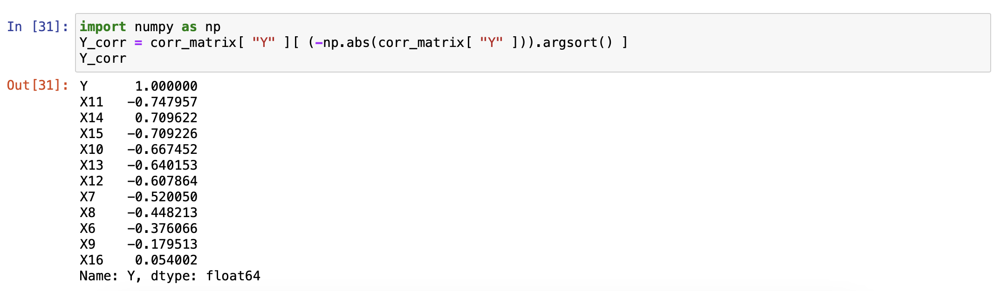 In [31]: import numpy as np
Y_corr = corr_matrix[ "Y" ][ (-np.abs(corr_matrix[ "Y" ])).argsort() ]
Y_corr
Out[31]: Y 1.000000
X11 -0.747957
X14 0.709622
X15 -0.709226
X10 -0.667452
X13 -0.640153
X12 -0.607864
X7 -0.520050
X8 -0.448213
X6 -0.376066
X9 -0.179513
X16 0.054002
Name: Y, dtype: float64